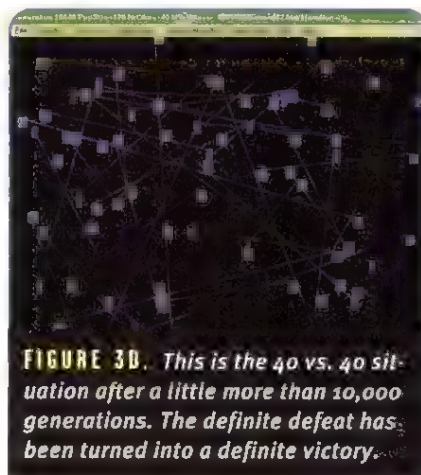 FIGURE 3D. This is the 40 vs. 40 sit-
uation after a little more than 10,000
generations. The definite defeat has
been turned into a definite victory.